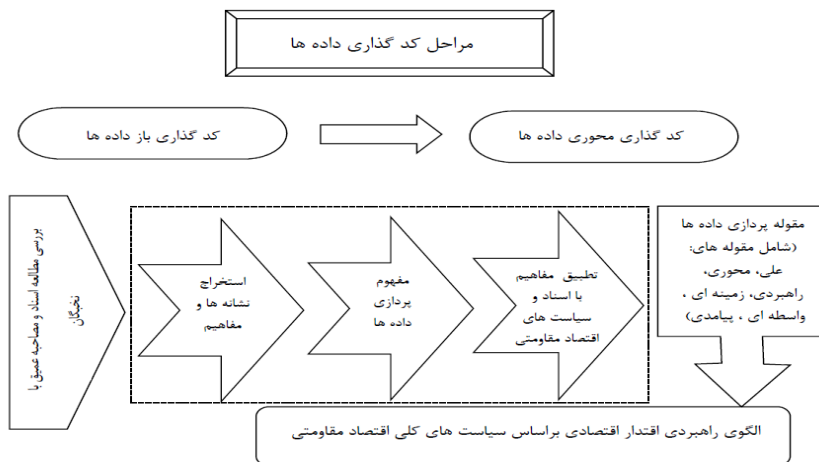 مراحل کد گذاری داده ها
کد گذاری باز داده ها
کد گذاری محوری داده ها
بررسی مطالعه اسناد و مصاحبه عمیق با
نخبگان
استخراج
نشانه ها و
مفاهیم
مفهوم
پردازی
داده ها
تطبیق مفاهیم
با اسناد و
سیاست های
اقتصاد مقاومتی
مقوله پردازی داده ها
(شامل مقوله های:
علی، محوری،
راهبردی، زمینه ای ،
واسطه ای ، پیامدی)
الگوی راهبردی اقتدار اقتصادی براساس سیاست های کلی اقتصاد مقاومتی